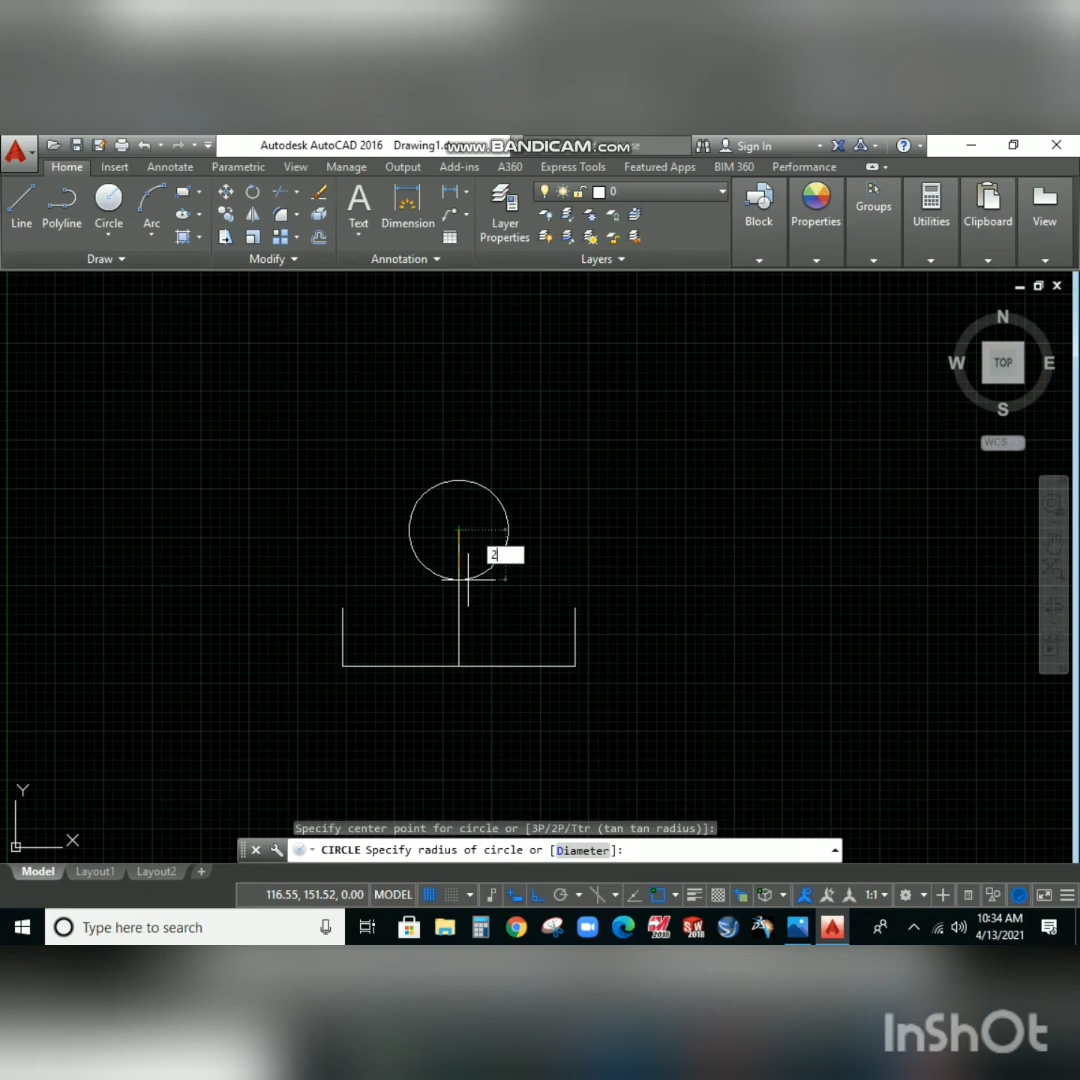 Autodesk AutoCAD 2016 Drawing1.d
www.BANDICAM.com
Sign In
Home Insert Annotate Parametric View Manage Output Add-ins A360 Express Tools Featured Apps BIM 360 Performance
Line Polyline Circle Arc
Text Dimension
Layer Properties
0
Block Properties Groups Utilities Clipboard View
Draw Modify Annotation Layers
N
W TOP E
S
WCS
2
Y
X
Specify center point for circle or [3P/2P/Ttr (tan tan radius)]:
CIRCLE Specify radius of circle or [Diameter]:
Model Layout1 Layout2 +
116.55, 151.52, 0.00 MODEL 1:1
Type here to search
10:34 AM
4/13/2021
InShOt